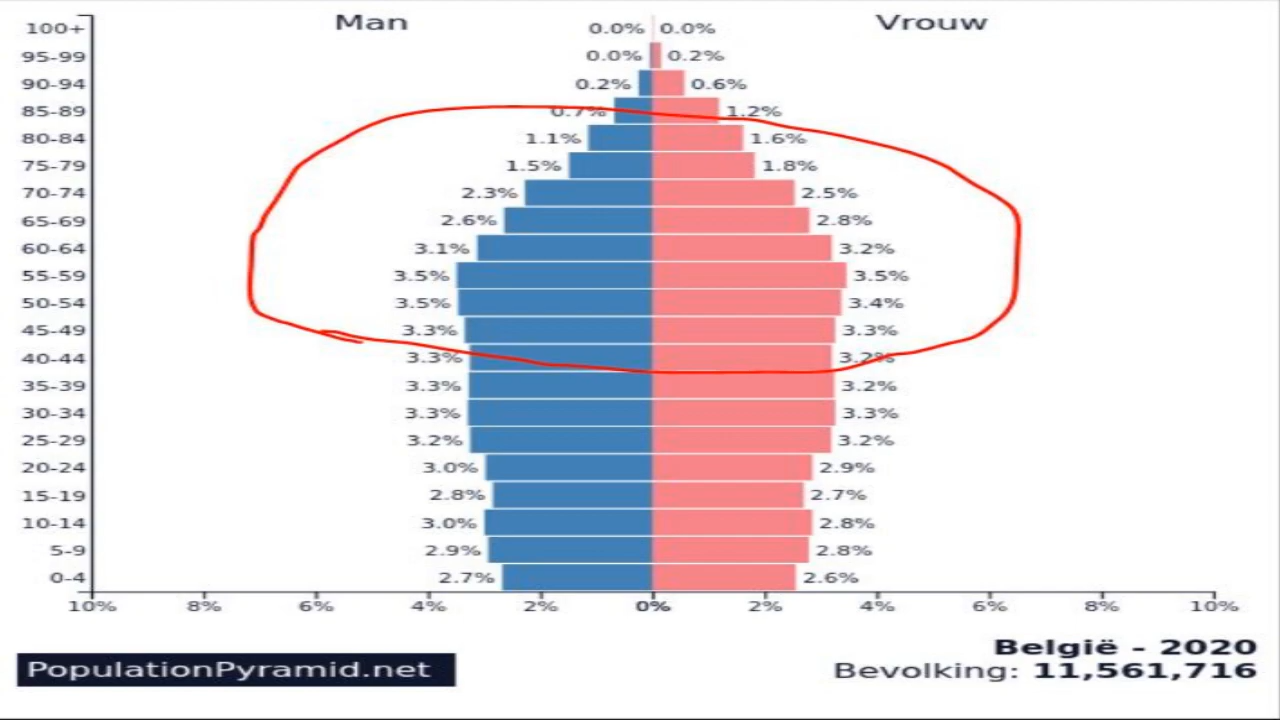 Man Vrouw
100+ 0.0% 0.0%
95-99 0.0% 0.2%
90-94 0.2% 0.6%
85-89 0.7% 1.2%
80-84 1.1% 1.6%
75-79 1.5% 1.8%
70-74 2.3% 2.5%
65-69 2.6% 2.8%
60-64 3.1% 3.2%
55-59 3.5% 3.5%
50-54 3.5% 3.4%
45-49 3.3% 3.3%
40-44 3.3% 3.2%
35-39 3.3% 3.2%
30-34 3.3% 3.3%
25-29 3.2% 3.2%
20-24 3.0% 2.9%
15-19 2.8% 2.7%
10-14 3.0% 2.8%
5-9 2.9% 2.8%
0-4 2.7% 2.6%
10% 8% 6% 4% 2% 0% 2% 4% 6% 8% 10%
België - 2020
PopulationPyramid.net Bevolking: 11,561,716